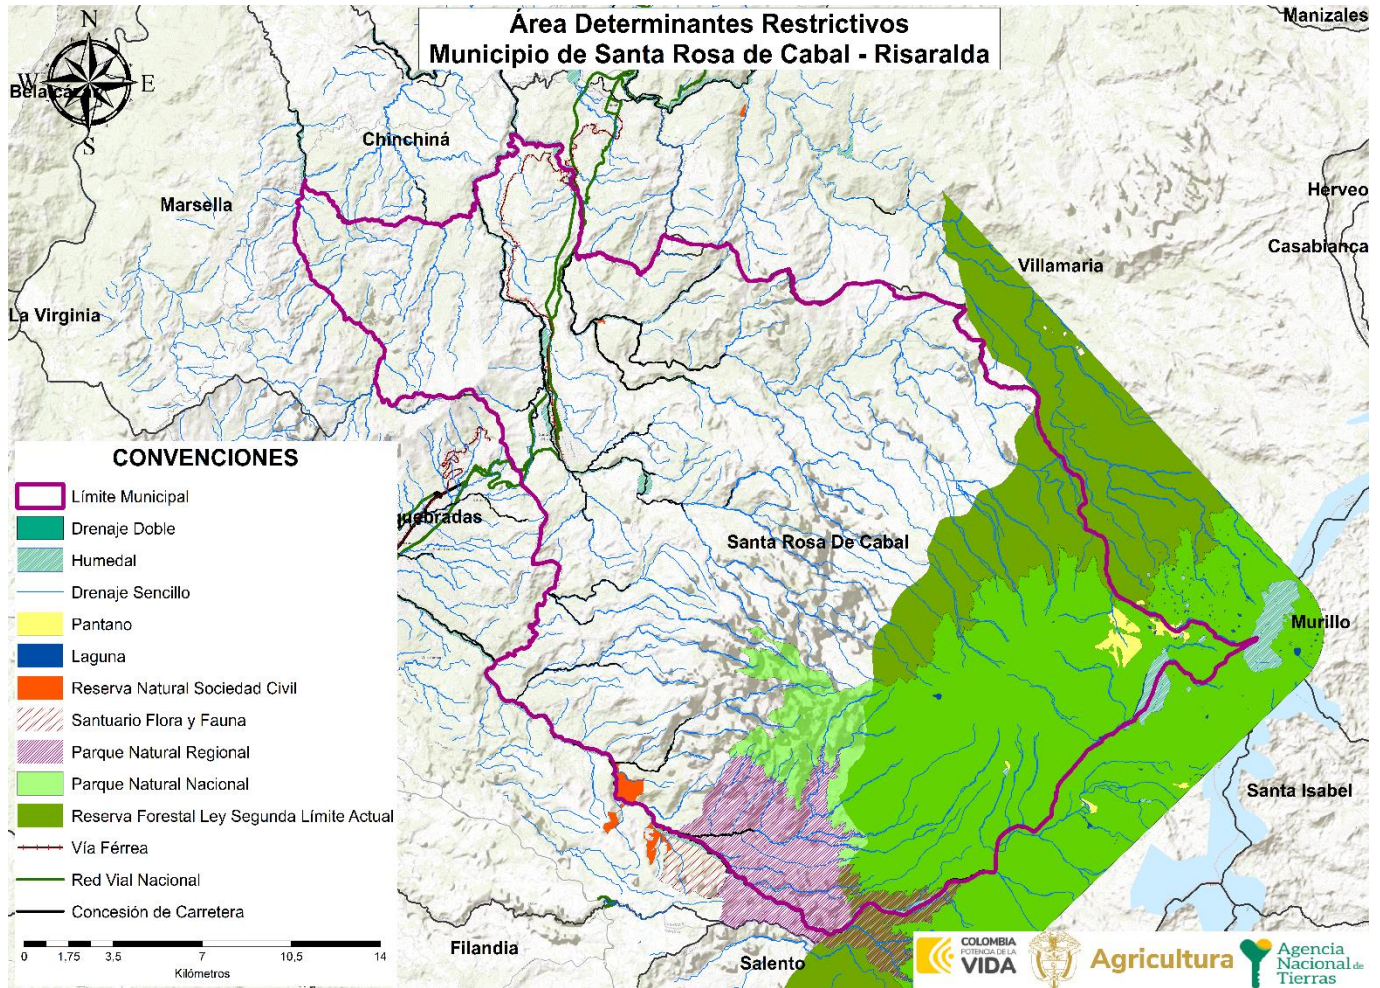 Área Determinantes Restrictivos
Municipio de Santa Rosa de Cabal - Risaralda
Manizales
N
W
E
S
Belalcázar
Chinchiná
Marsella
Herveo
Casabianca
Villamaria
La Virginia
quebradas
Santa Rosa De Cabal
Murillo
Santa Isabel
Filandia
Salento
CONVENCIONES
Límite Municipal
Drenaje Doble
Humedal
Drenaje Sencillo
Pantano
Laguna
Reserva Natural Sociedad Civil
Santuario Flora y Fauna
Parque Natural Regional
Parque Natural Nacional
Reserva Forestal Ley Segunda Límite Actual
Vía Férrea
Red Vial Nacional
Concesión de Carretera
0 1,75 3,5 7 10,5 14
Kilómetros
COLOMBIA
POTENCIA DE LA
VIDA
Agricultura
Agencia
Nacional de
Tierras